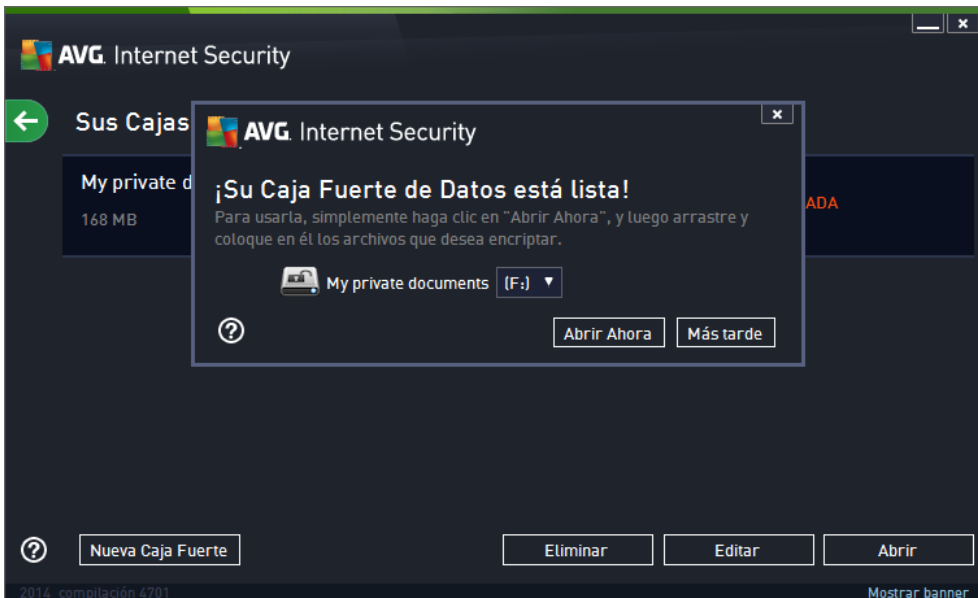 AVG. Internet Security
Sus Cajas
AVG. Internet Security
¡Su Caja Fuerte de Datos está lista!
Para usarla, simplemente haga clic en "Abrir Ahora", y luego arrastre y
coloque en él los archivos que desea encriptar.
My private documents (F:)
Abrir Ahora Más tarde
My private d
168 MB
ADA
Nueva Caja Fuerte Eliminar Editar Abrir
2014 compilación 4701 Mostrar banner